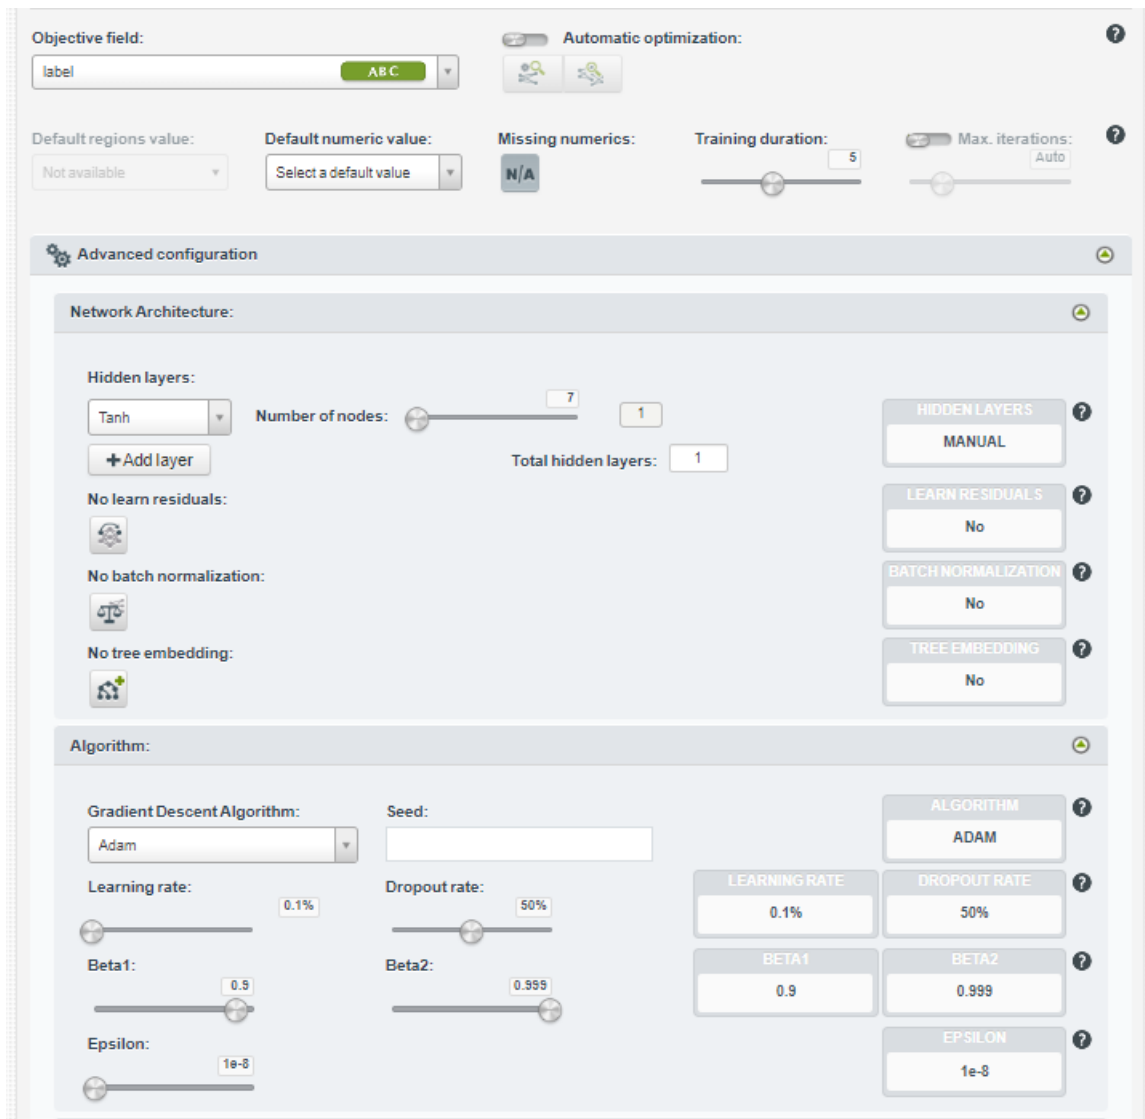 Objective field:
Automatic optimization:
?
label
ABC
Default regions value:
Default numeric value:
Missing numerics:
Training duration:
Max. iterations:
?
Not available
Select a default value
N/A
5
Auto
Advanced configuration
Network Architecture:
Hidden layers:
Tanh
Number of nodes:
7
1
HIDDEN LAYERS
?
MANUAL
+Add layer
Total hidden layers:
1
No learn residuals:
LEARN RESIDUALS
?
No
No batch normalization:
BATCH NORMALIZATION
?
No
No tree embedding:
TREE EMBEDDING
?
No
Algorithm:
Gradient Descent Algorithm:
Seed:
ALGORITHM
?
Adam
ADAM
Learning rate:
0.1%
Dropout rate:
50%
LEARNING RATE
0.1%
DROPOUT RATE
50%
?
Beta1:
0.9
Beta2:
0.999
BETA1
0.9
BETA2
0.999
?
Epsilon:
1e-8
EPSILON
1e-8
?